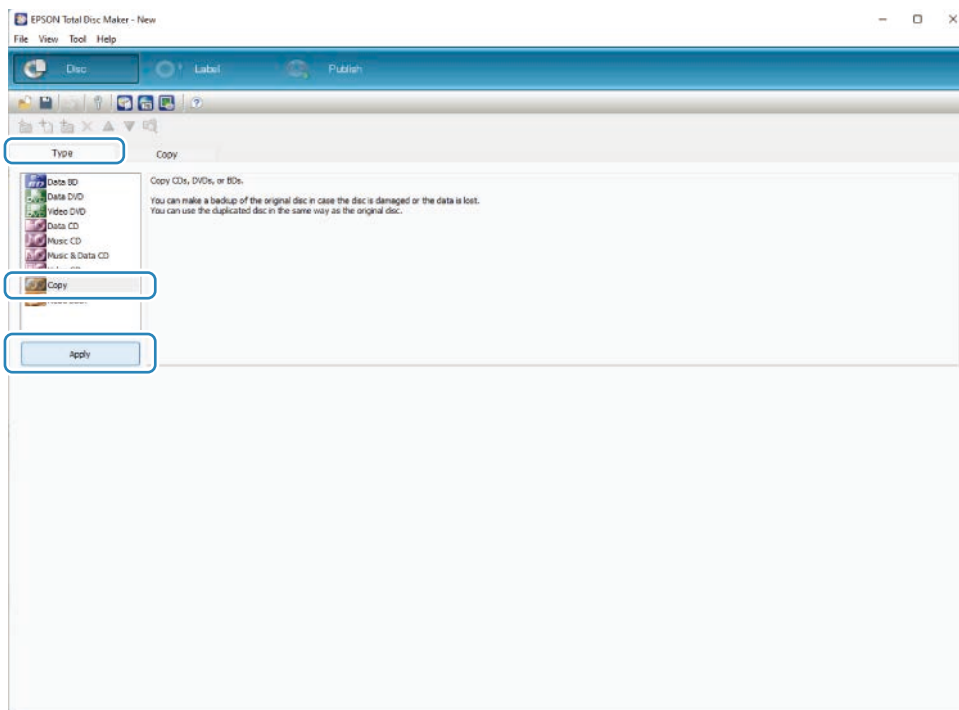 EPSON Total Disc Maker - New
File View Tool Help
Disc Label Publish
Type Copy
Data BD
Data DVD
Video DVD
Data CD
Music CD
Music & Data CD
Copy
Apply
Copy CDs, DVDs, or BDs.
You can make a backup of the original disc in case the disc is damaged or the data is lost.
You can use the duplicated disc in the same way as the original disc.